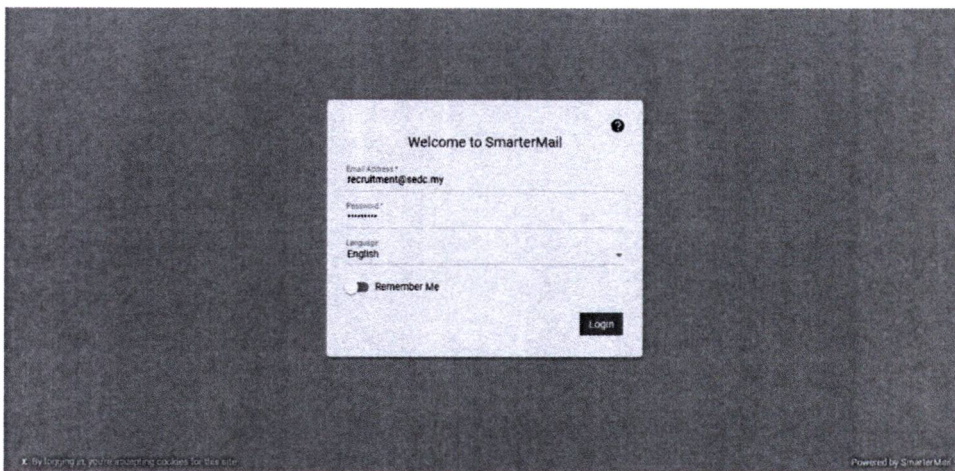 Welcome to SmarterMail
Email Address *
recruitment@sedc.my
Password *
•••••••••
Language
English
Remember Me
Login
X By logging in, you're accepting cookies for this site
Powered by SmarterMail